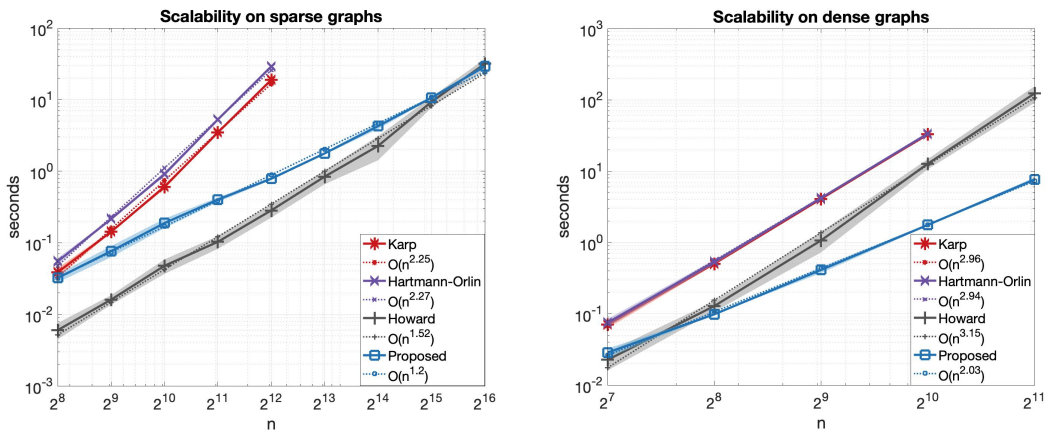 Scalability on sparse graphs
10^2
10^1
10^0
10^-1
10^-2
10^-3
seconds
2^8 2^9 2^10 2^11 2^12 2^13 2^14 2^15 2^16
n
Karp
O(n^2.25)
Hartmann-Orlin
O(n^2.27)
Howard
O(n^1.52)
Proposed
O(n^1.2)
Scalability on dense graphs
10^3
10^2
10^1
10^0
10^-1
10^-2
seconds
2^7 2^8 2^9 2^10 2^11
n
Karp
O(n^2.96)
Hartmann-Orlin
O(n^2.94)
Howard
O(n^3.15)
Proposed
O(n^2.03)